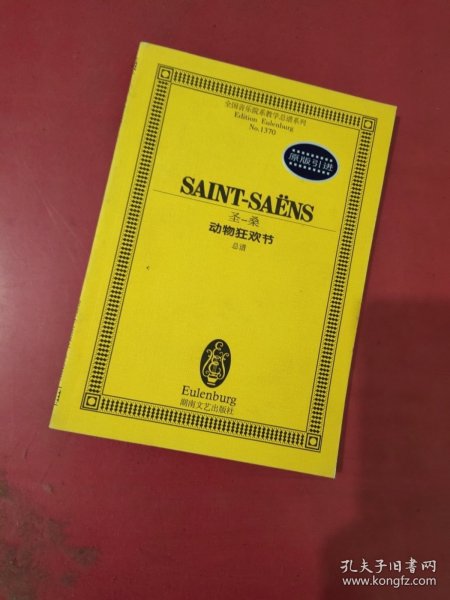 全国音乐院系教学总谱系列
Edition Eulenburg
No.1370
原版引进
SAINT-SAËNS
圣-桑
动物狂欢节
总谱
Eulenburg
湖南文艺出版社
孔夫子旧书网
www.kongfz.com